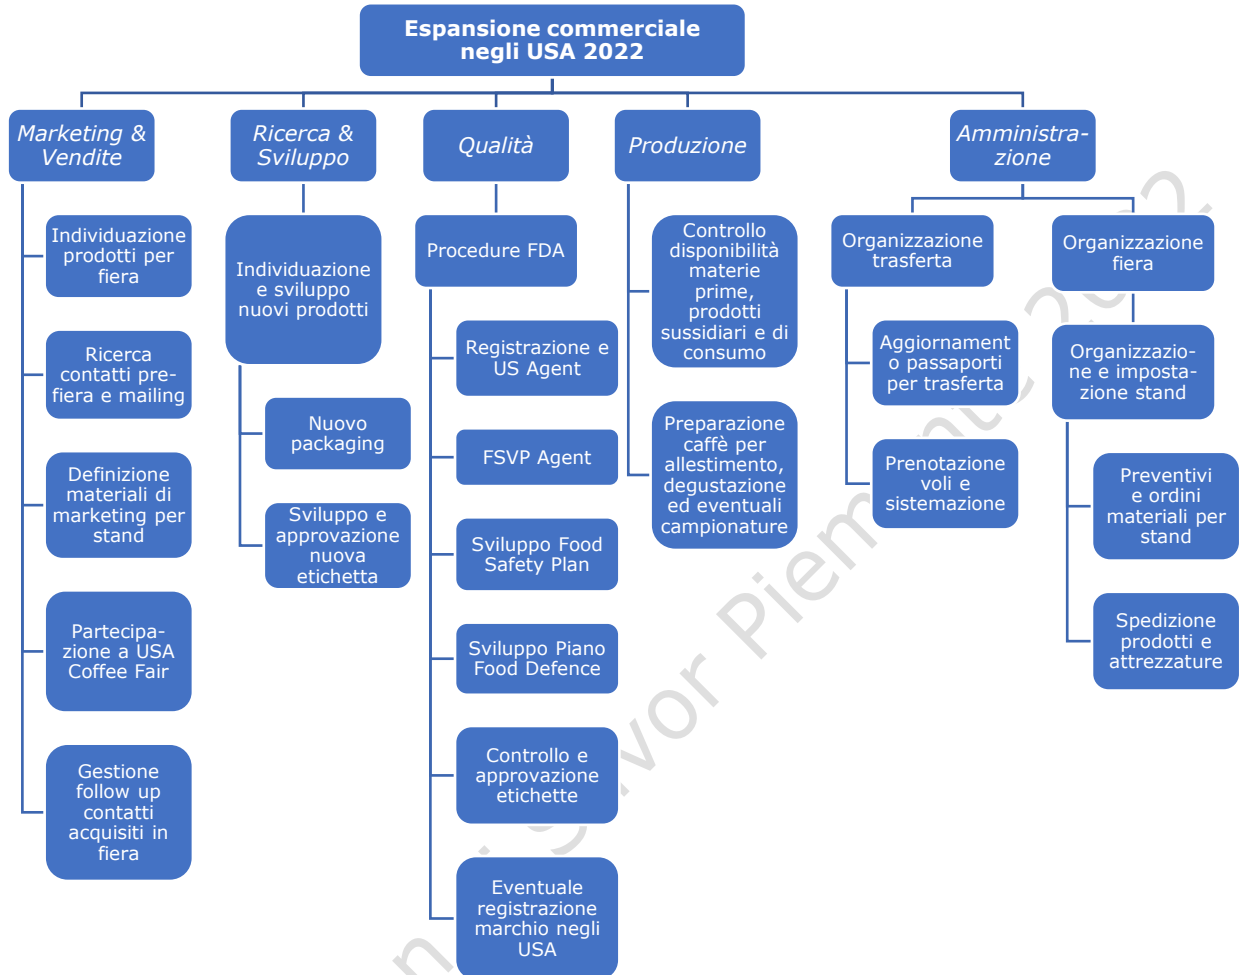 Espansione commerciale
negli USA 2022
Marketing &
Vendite
Individuazione
prodotti per
fiera
Ricerca
contatti pre-
fiera e mailing
Definizione
materiali di
marketing per
stand
Partecipa-
zione a USA
Coffee Fair
Gestione
follow up
contatti
acquisiti in
fiera
Ricerca &
Sviluppo
Individuazione
e sviluppo
nuovi prodotti
Nuovo
packaging
Sviluppo e
approvazione
nuova
etichetta
Qualità
Procedure FDA
Registrazione e
US Agent
FSVP Agent
Sviluppo Food
Safety Plan
Sviluppo Piano
Food Defence
Controllo e
approvazione
etichette
Eventuale
registrazione
marchio negli
USA
Produzione
Controllo
disponibilità
materie
prime,
prodotti
sussidiari e di
consumo
Preparazione
caffè per
allestimento,
degustazione
ed eventuali
campionature
Amministra-
zione
Organizzazione
trasferta
Aggiornament
o passaporti
per trasferta
Prenotazione
voli e
sistemazione
Organizzazione
fiera
Organizzazio-
ne e imposta-
zione stand
Preventivi
e ordini
materiali per
stand
Spedizione
prodotti e
attrezzature